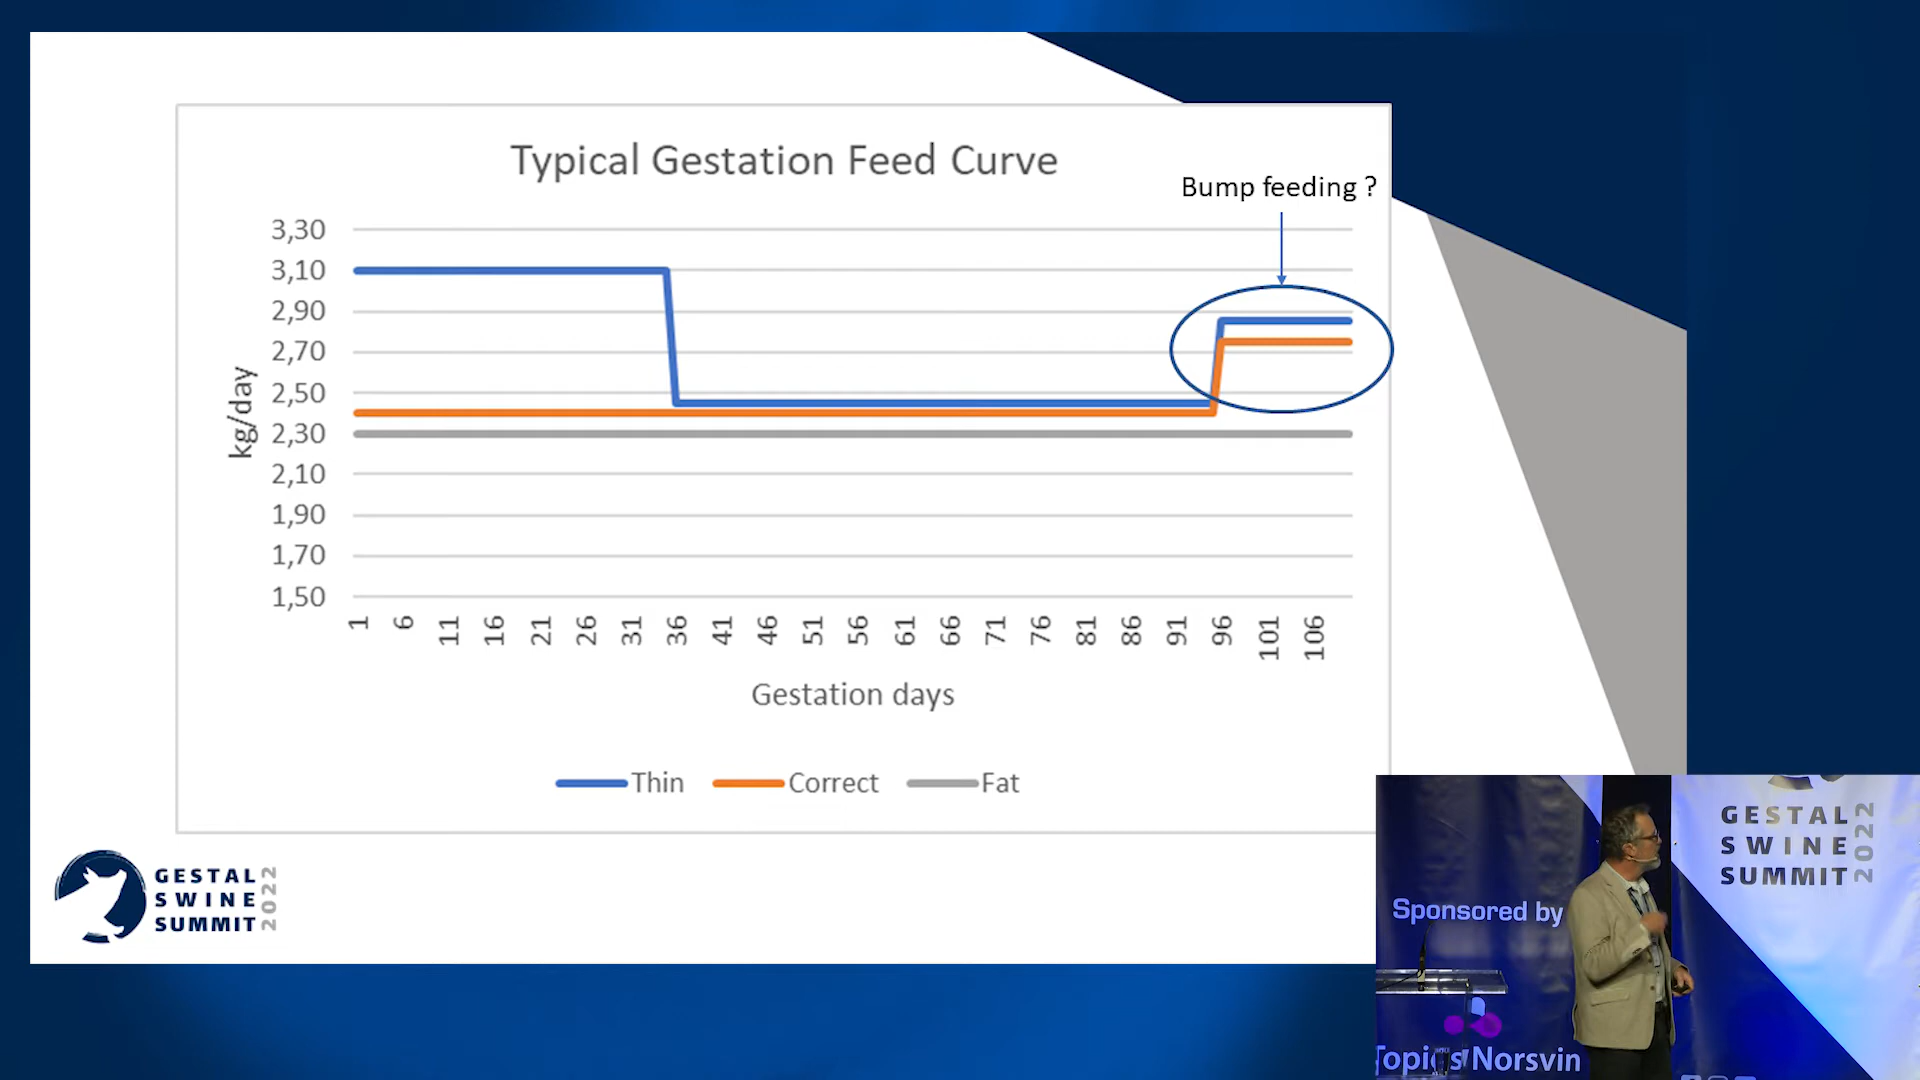 Typical Gestation Feed Curve
Bump feeding ?
3,30
3,10
2,90
2,70
2,50
2,30
2,10
1,90
1,70
1,50
kg/day
1 6 11 16 21 26 31 36 41 46 51 56 61 66 71 76 81 86 91 96 101 106
Gestation days
Thin Correct Fat
GESTAL
SWINE
SUMMIT 2022
GESTAL
SWINE
SUMMIT 2022
Sponsored by
Topigs Norsvin